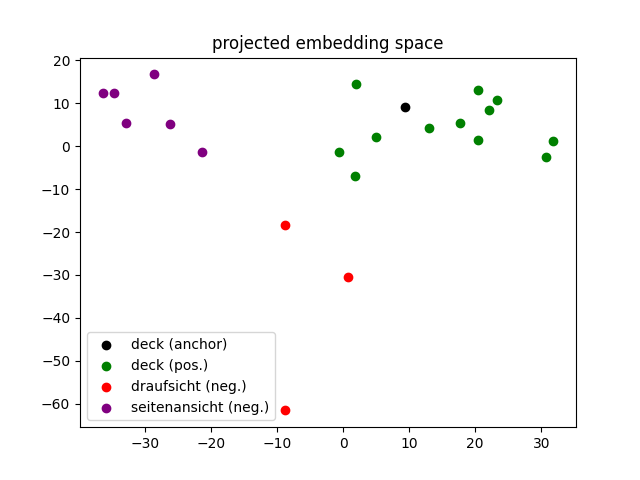 projected embedding space
20
10
0
−10
−20
−30
−40
−50
−60
deck (anchor)
deck (pos.)
draufsicht (neg.)
seitenansicht (neg.)
−30 −20 −10 0 10 20 30